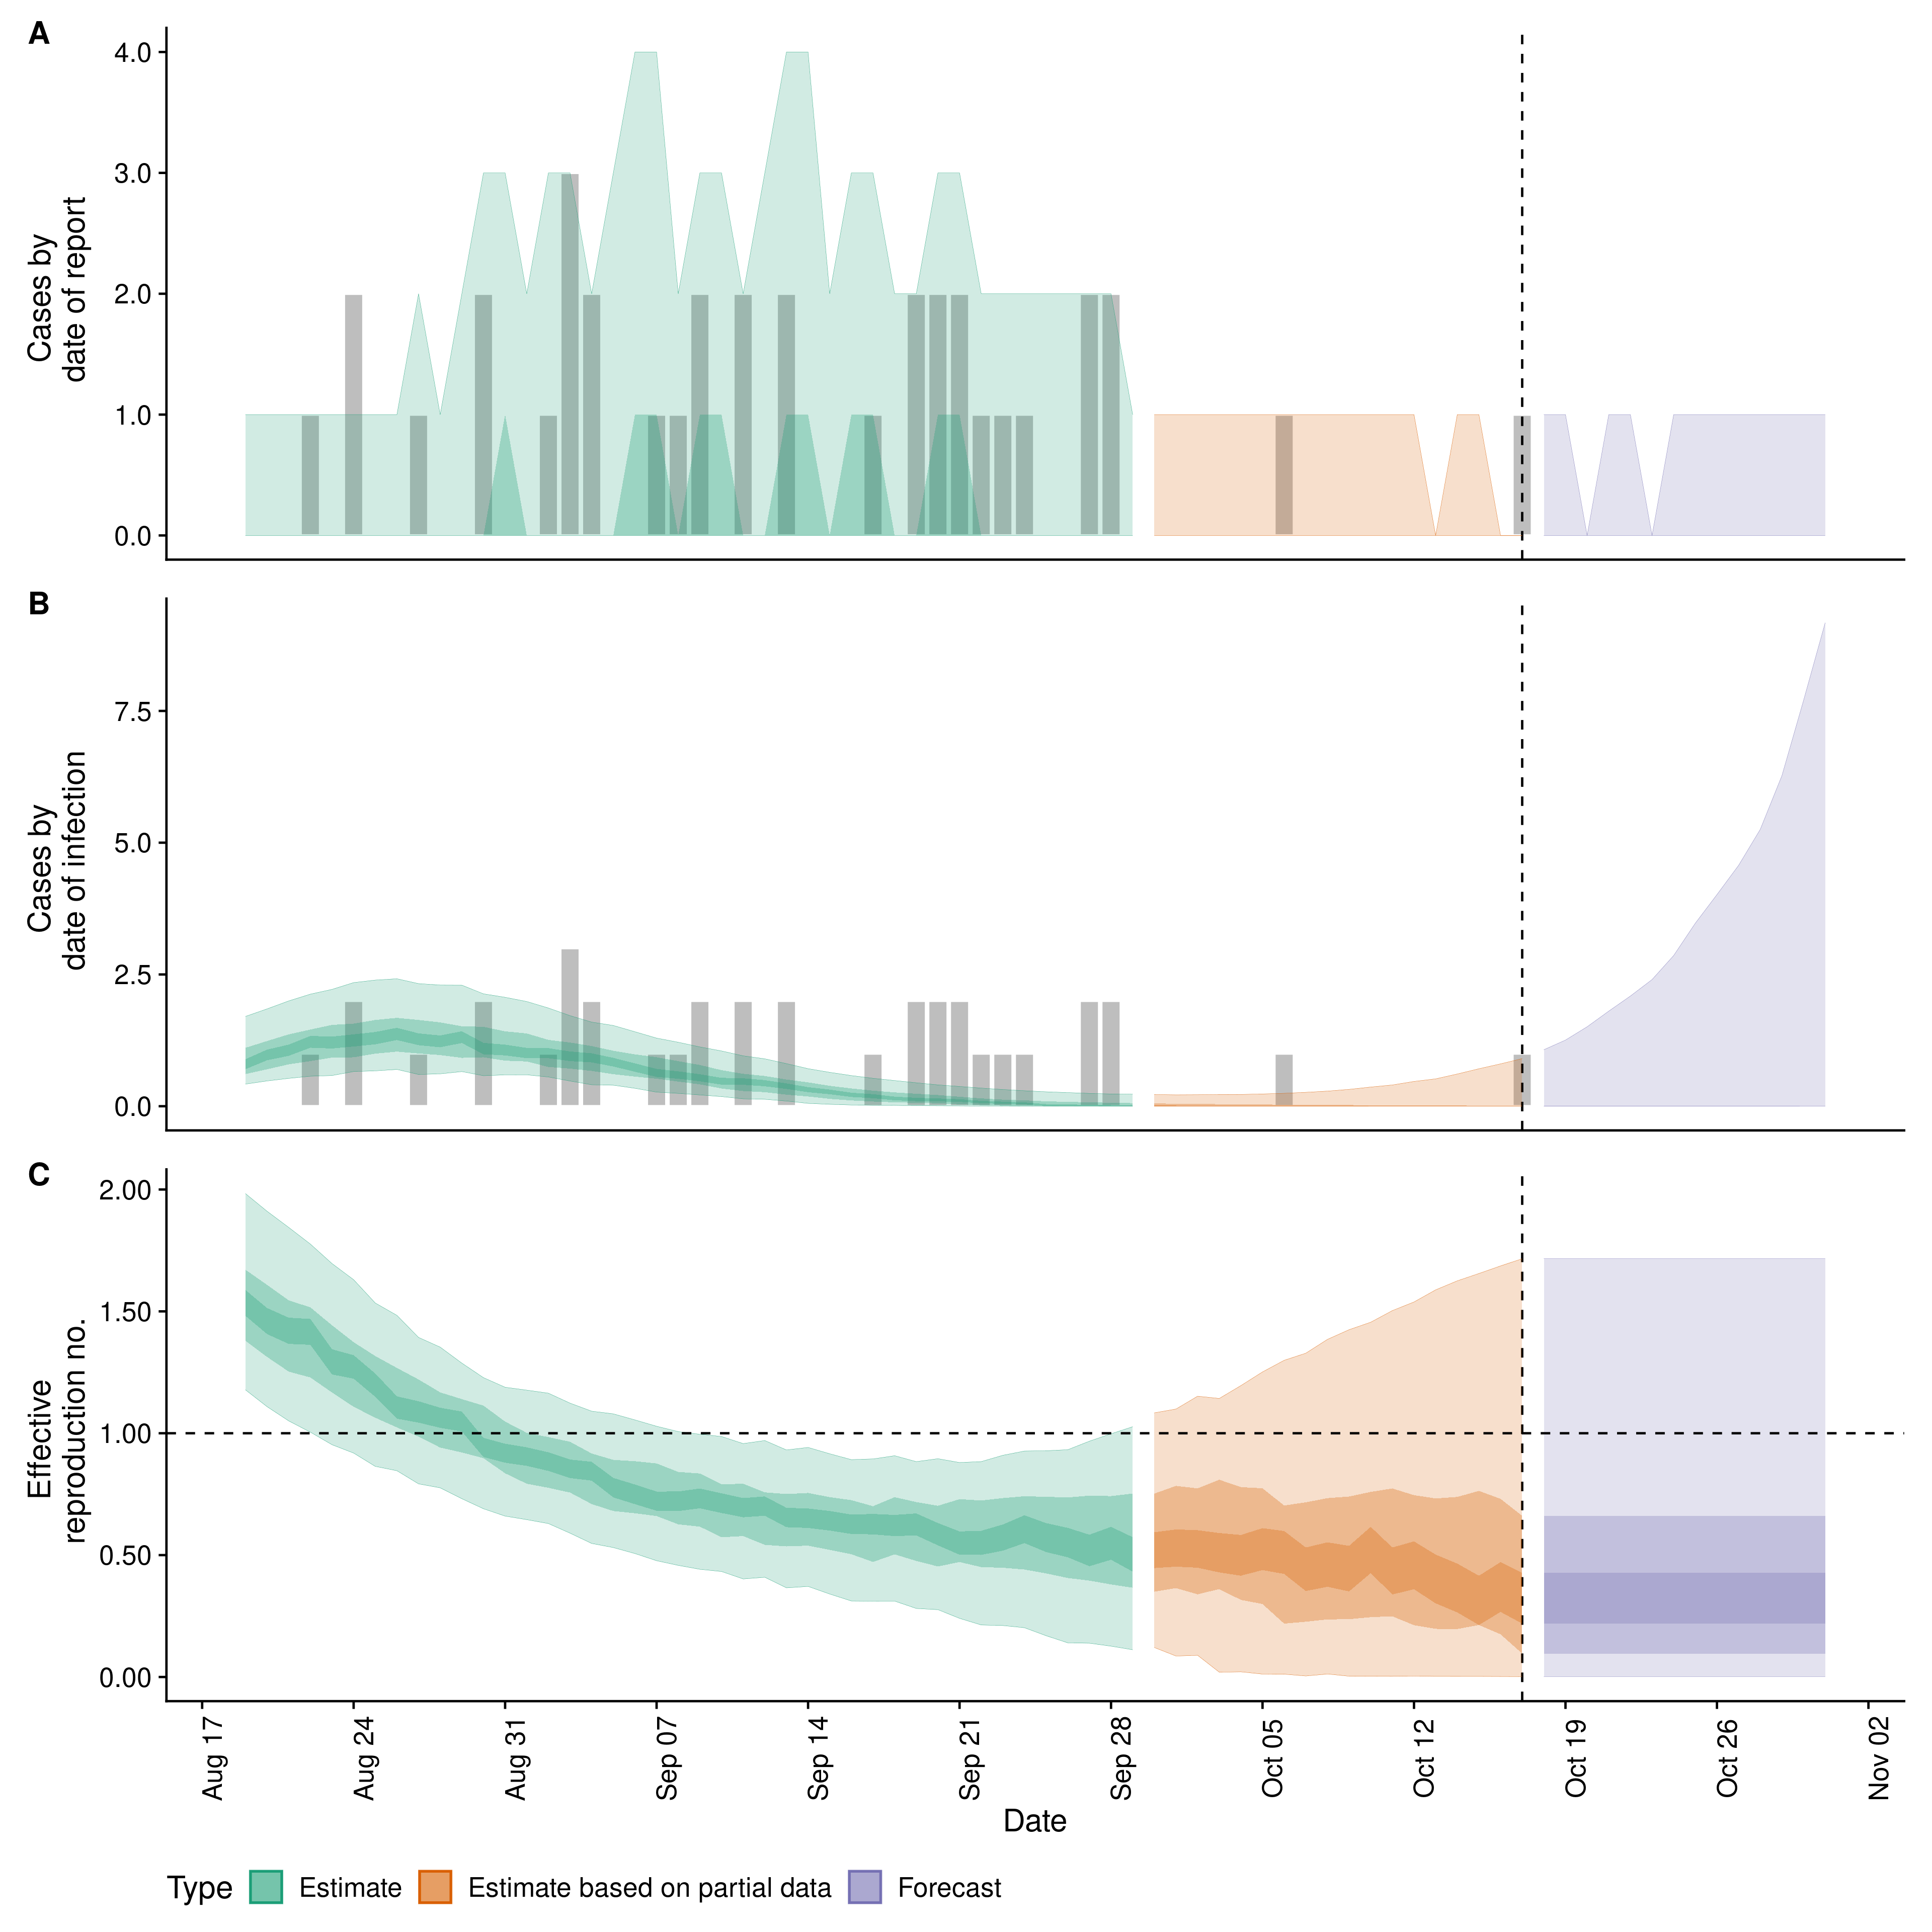 A
4.0
3.0
2.0
1.0
0.0
Cases by
date of report
B
7.5
5.0
2.5
0.0
Cases by
date of infection
C
2.00
1.50
1.00
0.50
0.00
Effective
reproduction no.
Aug 17
Aug 24
Aug 31
Sep 07
Sep 14
Sep 21
Sep 28
Oct 05
Oct 12
Oct 19
Oct 26
Nov 02
Date
Type
Estimate
Estimate based on partial data
Forecast